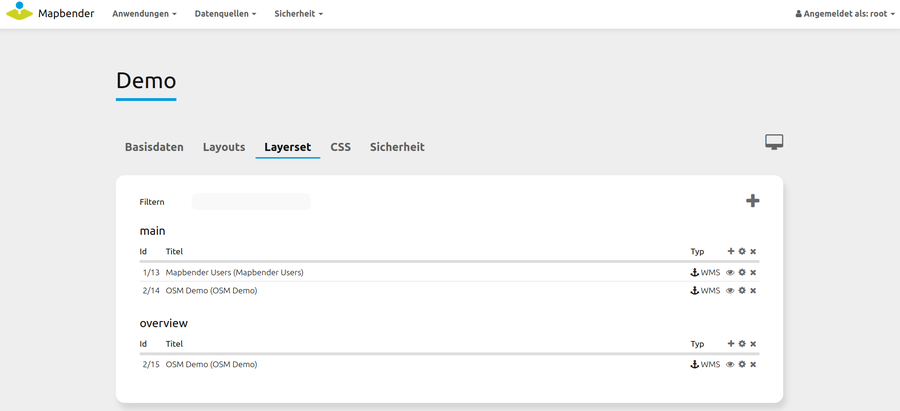 Mapbender Anwendungen Datenquellen Sicherheit Angemeldet als: root
Demo
Basisdaten Layouts Layerset CSS Sicherheit
Filtern
main
Id Titel Typ
1/13 Mapbender Users (Mapbender Users) WMS
2/14 OSM Demo (OSM Demo) WMS
overview
Id Titel Typ
2/15 OSM Demo (OSM Demo) WMS